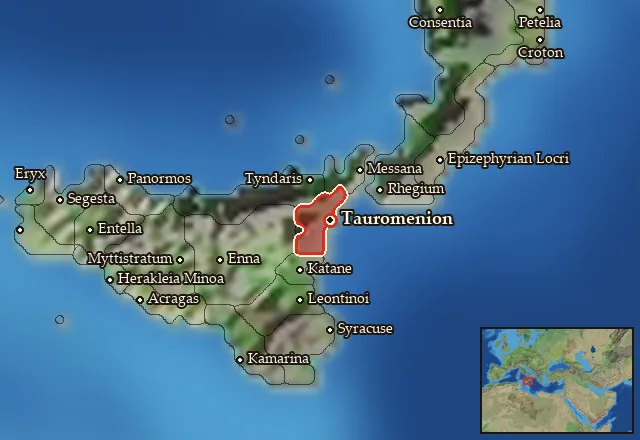 Consentia
Petelia
Croton
Epizephyrian Locri
Messana
Rhegium
Eryx
Panormos
Tyndaris
Segesta
Tauromenion
Entella
Myttistratum
Enna
Katane
Herakleia Minoa
Acragas
Leontinoi
Syracuse
Kamarina